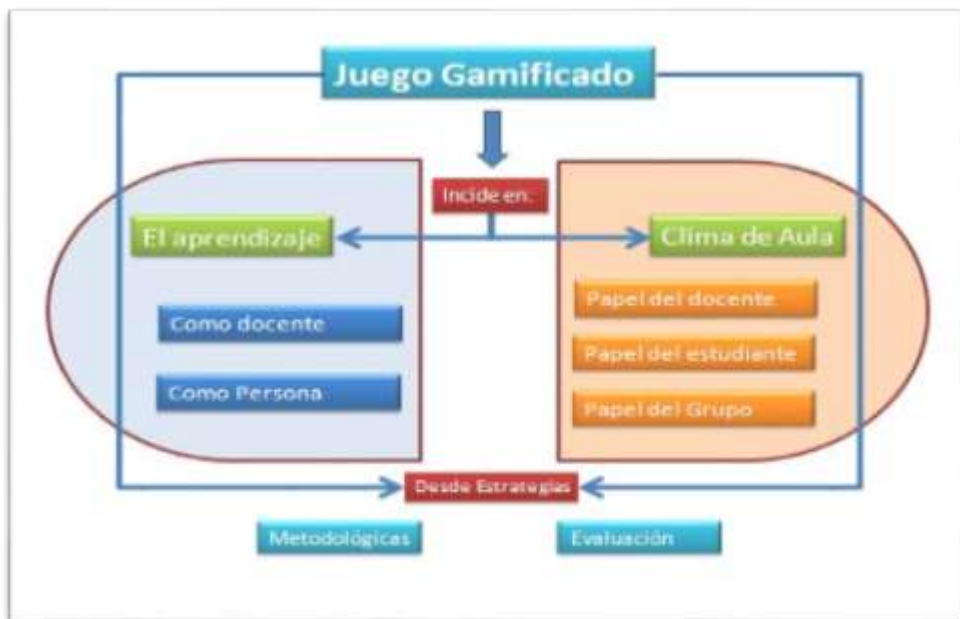 Juego Gamificado
Incide en:
El aprendizaje
Clima de Aula
Como docente
Como Persona
Papel del docente
Papel del estudiante
Papel del Grupo
Desde Estrategias
Metodológicas
Evaluación